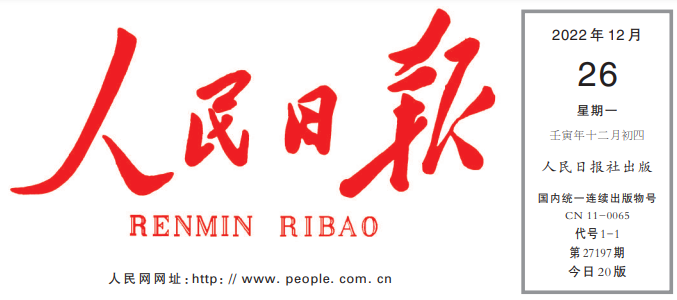 人民日报
RENMIN RIBAO
人民网网址:http: // www. people. com. cn
2022年12月
26
星期一
壬寅年十二月初四
人民日报社出版
国内统一连续出版物号
CN 11-0065
代号1-1
第27197期
今日20版